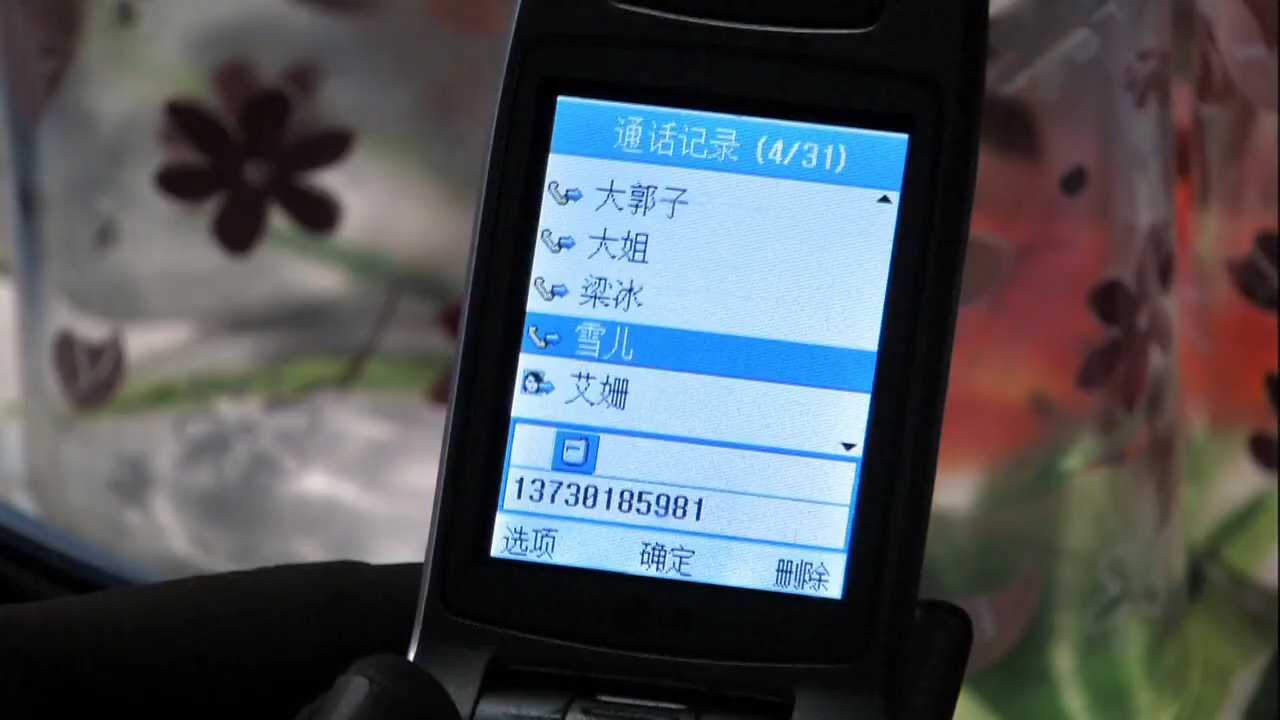 通话记录 (4/31)
大郭子
大姐
梁冰
雪儿
艾姗
13730185981
选项 确定 删除